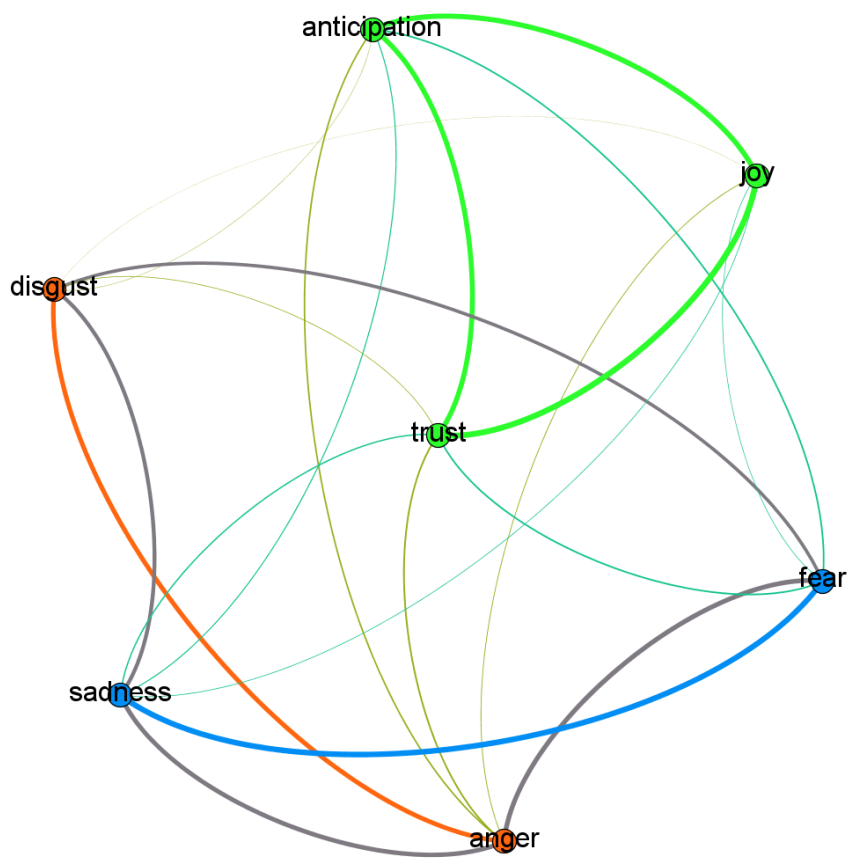 anticipation
joy
disgust
trust
fear
sadness
anger